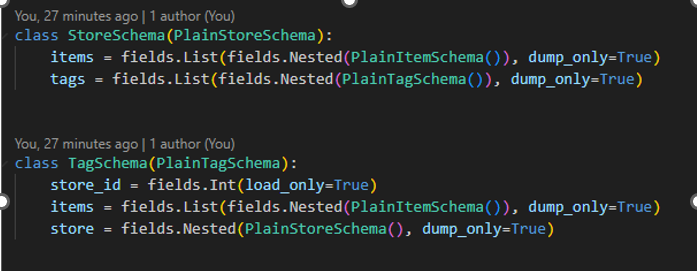 You, 27 minutes ago | 1 author (You)
class StoreSchema(PlainStoreSchema):
    items = fields.List(fields.Nested(PlainItemSchema()), dump_only=True)
    tags = fields.List(fields.Nested(PlainTagSchema()), dump_only=True)
You, 27 minutes ago | 1 author (You)
class TagSchema(PlainTagSchema):
    store_id = fields.Int(load_only=True)
    items = fields.List(fields.Nested(PlainItemSchema()), dump_only=True)
    store = fields.Nested(PlainStoreSchema(), dump_only=True)